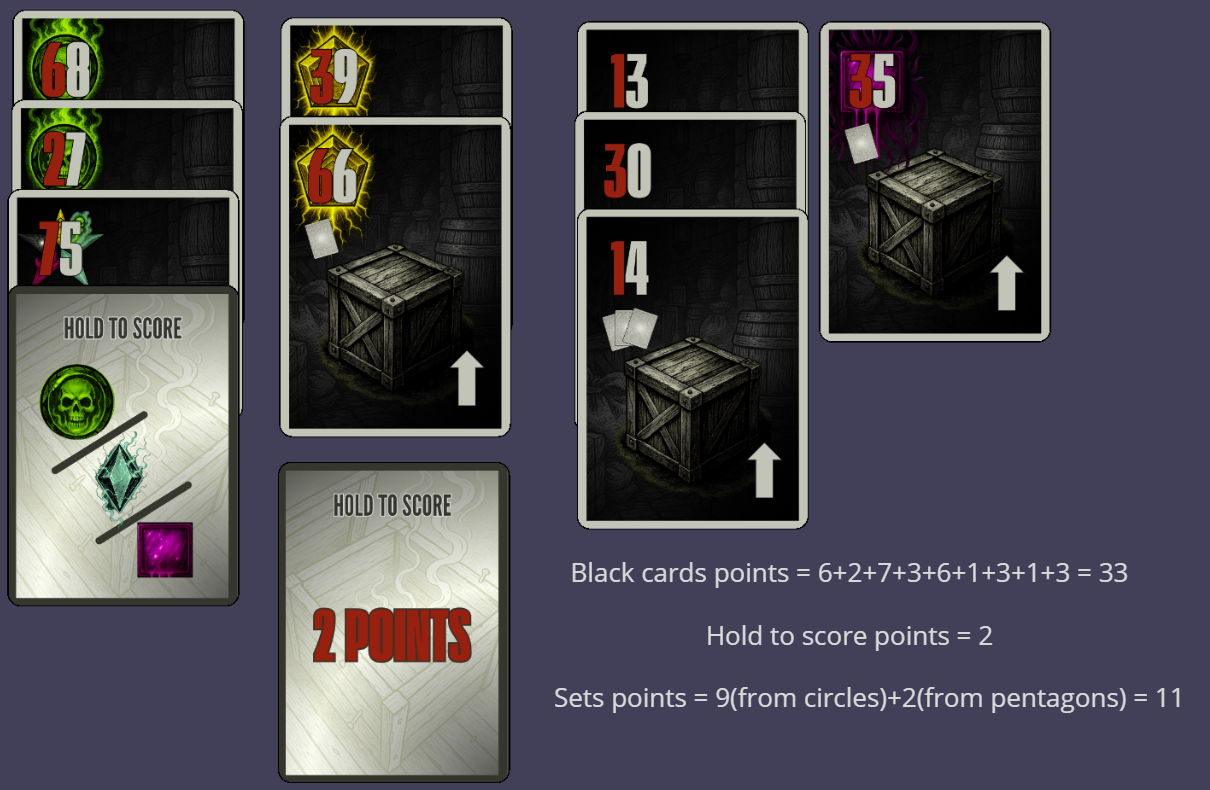 68
27
75
HOLD TO SCORE
39
66
HOLD TO SCORE
2 POINTS
13
30
14
35
Black cards points = 6+2+7+3+6+1+3+1+3 = 33
Hold to score points = 2
Sets points = 9(from circles)+2(from pentagons) = 11